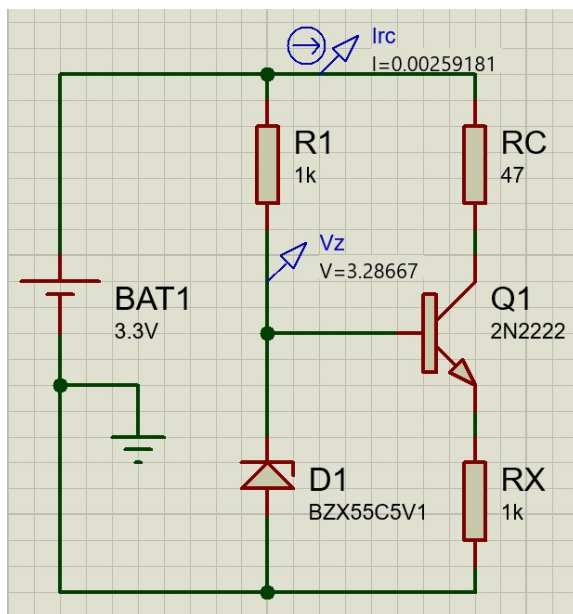 Irc
I=0.00259181
R1
1k
RC
47
Vz
V=3.28667
BAT1
3.3V
Q1
2N2222
D1
BZX55C5V1
RX
1k